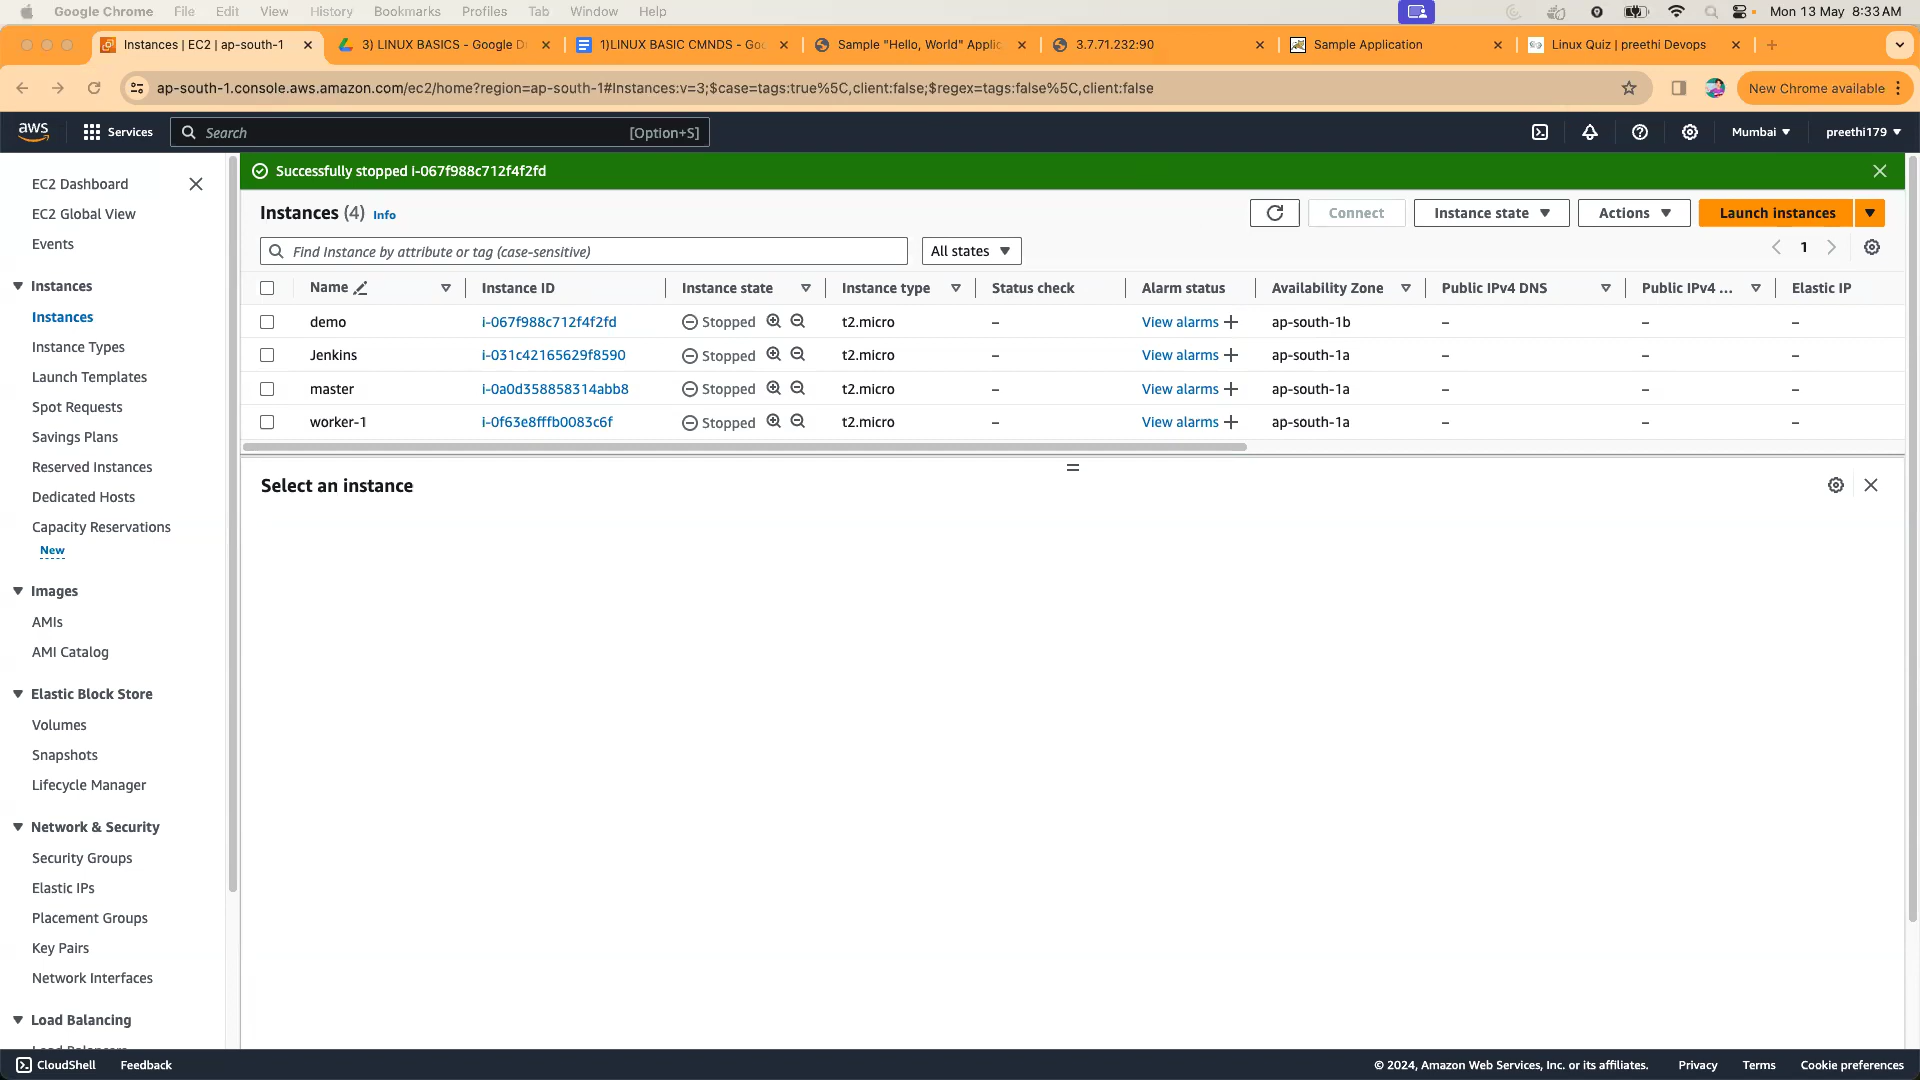 Google Chrome File Edit View History Bookmarks Profiles Tab Window Help Mon 13 May 8:33 AM
Instances | EC2 | ap-south-1 3) LINUX BASICS - Google D 1)LINUX BASIC CMNDS - Goo Sample "Hello, World" Applic 3.7.71.232:90 Sample Application Linux Quiz | preethi Devops
ap-south-1.console.aws.amazon.com/ec2/home?region=ap-south-1#Instances:v=3;$case=tags:true%5C,client:false;$regex=tags:false%5C,client:false New Chrome available
aws Services Search [Option+S] Mumbai preethi179
Successfully stopped i-067f988c712f4f2fd
EC2 Dashboard
EC2 Global View
Events
Instances
Instances
Instance Types
Launch Templates
Spot Requests
Savings Plans
Reserved Instances
Dedicated Hosts
Capacity Reservations
New
Images
AMIs
AMI Catalog
Elastic Block Store
Volumes
Snapshots
Lifecycle Manager
Network & Security
Security Groups
Elastic IPs
Placement Groups
Key Pairs
Network Interfaces
Load Balancing
Instances (4) Info Connect Instance state Actions Launch instances
Find Instance by attribute or tag (case-sensitive) All states 1
Name Instance ID Instance state Instance type Status check Alarm status Availability Zone Public IPv4 DNS Public IPv4 ... Elastic IP
demo i-067f988c712f4f2fd Stopped t2.micro – View alarms ap-south-1b – – –
Jenkins i-031c42165629f8590 Stopped t2.micro – View alarms ap-south-1a – – –
master i-0a0d358858314abb8 Stopped t2.micro – View alarms ap-south-1a – – –
worker-1 i-0f63e8fffb0083c6f Stopped t2.micro – View alarms ap-south-1a – – –
Select an instance
CloudShell Feedback © 2024, Amazon Web Services, Inc. or its affiliates. Privacy Terms Cookie preferences